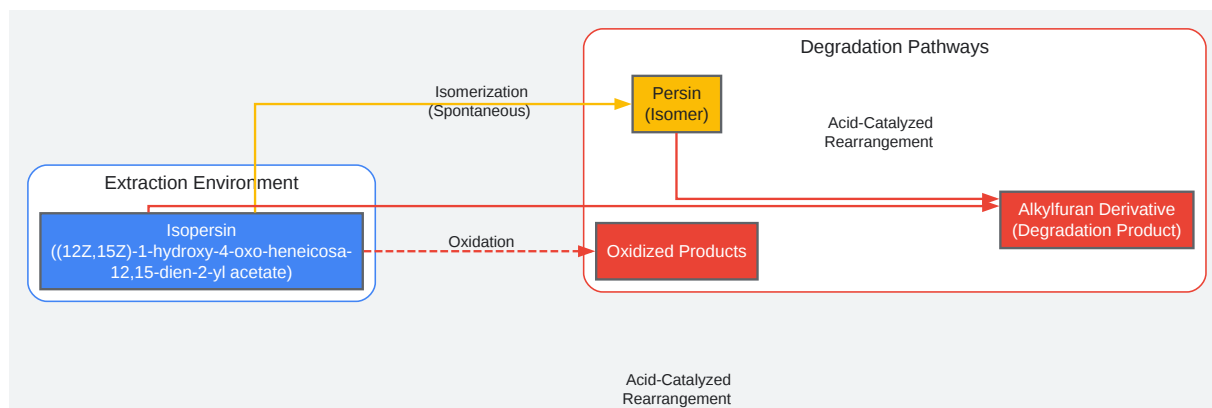 Degradation Pathways
Isomerization
(Spontaneous)
Persin
(Isomer)
Acid-Catalyzed
Rearrangement
Extraction Environment
Isopersin
((12Z,15Z)-1-hydroxy-4-oxo-heneicosa-
12,15-dien-2-yl acetate)
Oxidation
Oxidized Products
Alkylfuran Derivative
(Degradation Product)
Acid-Catalyzed
Rearrangement